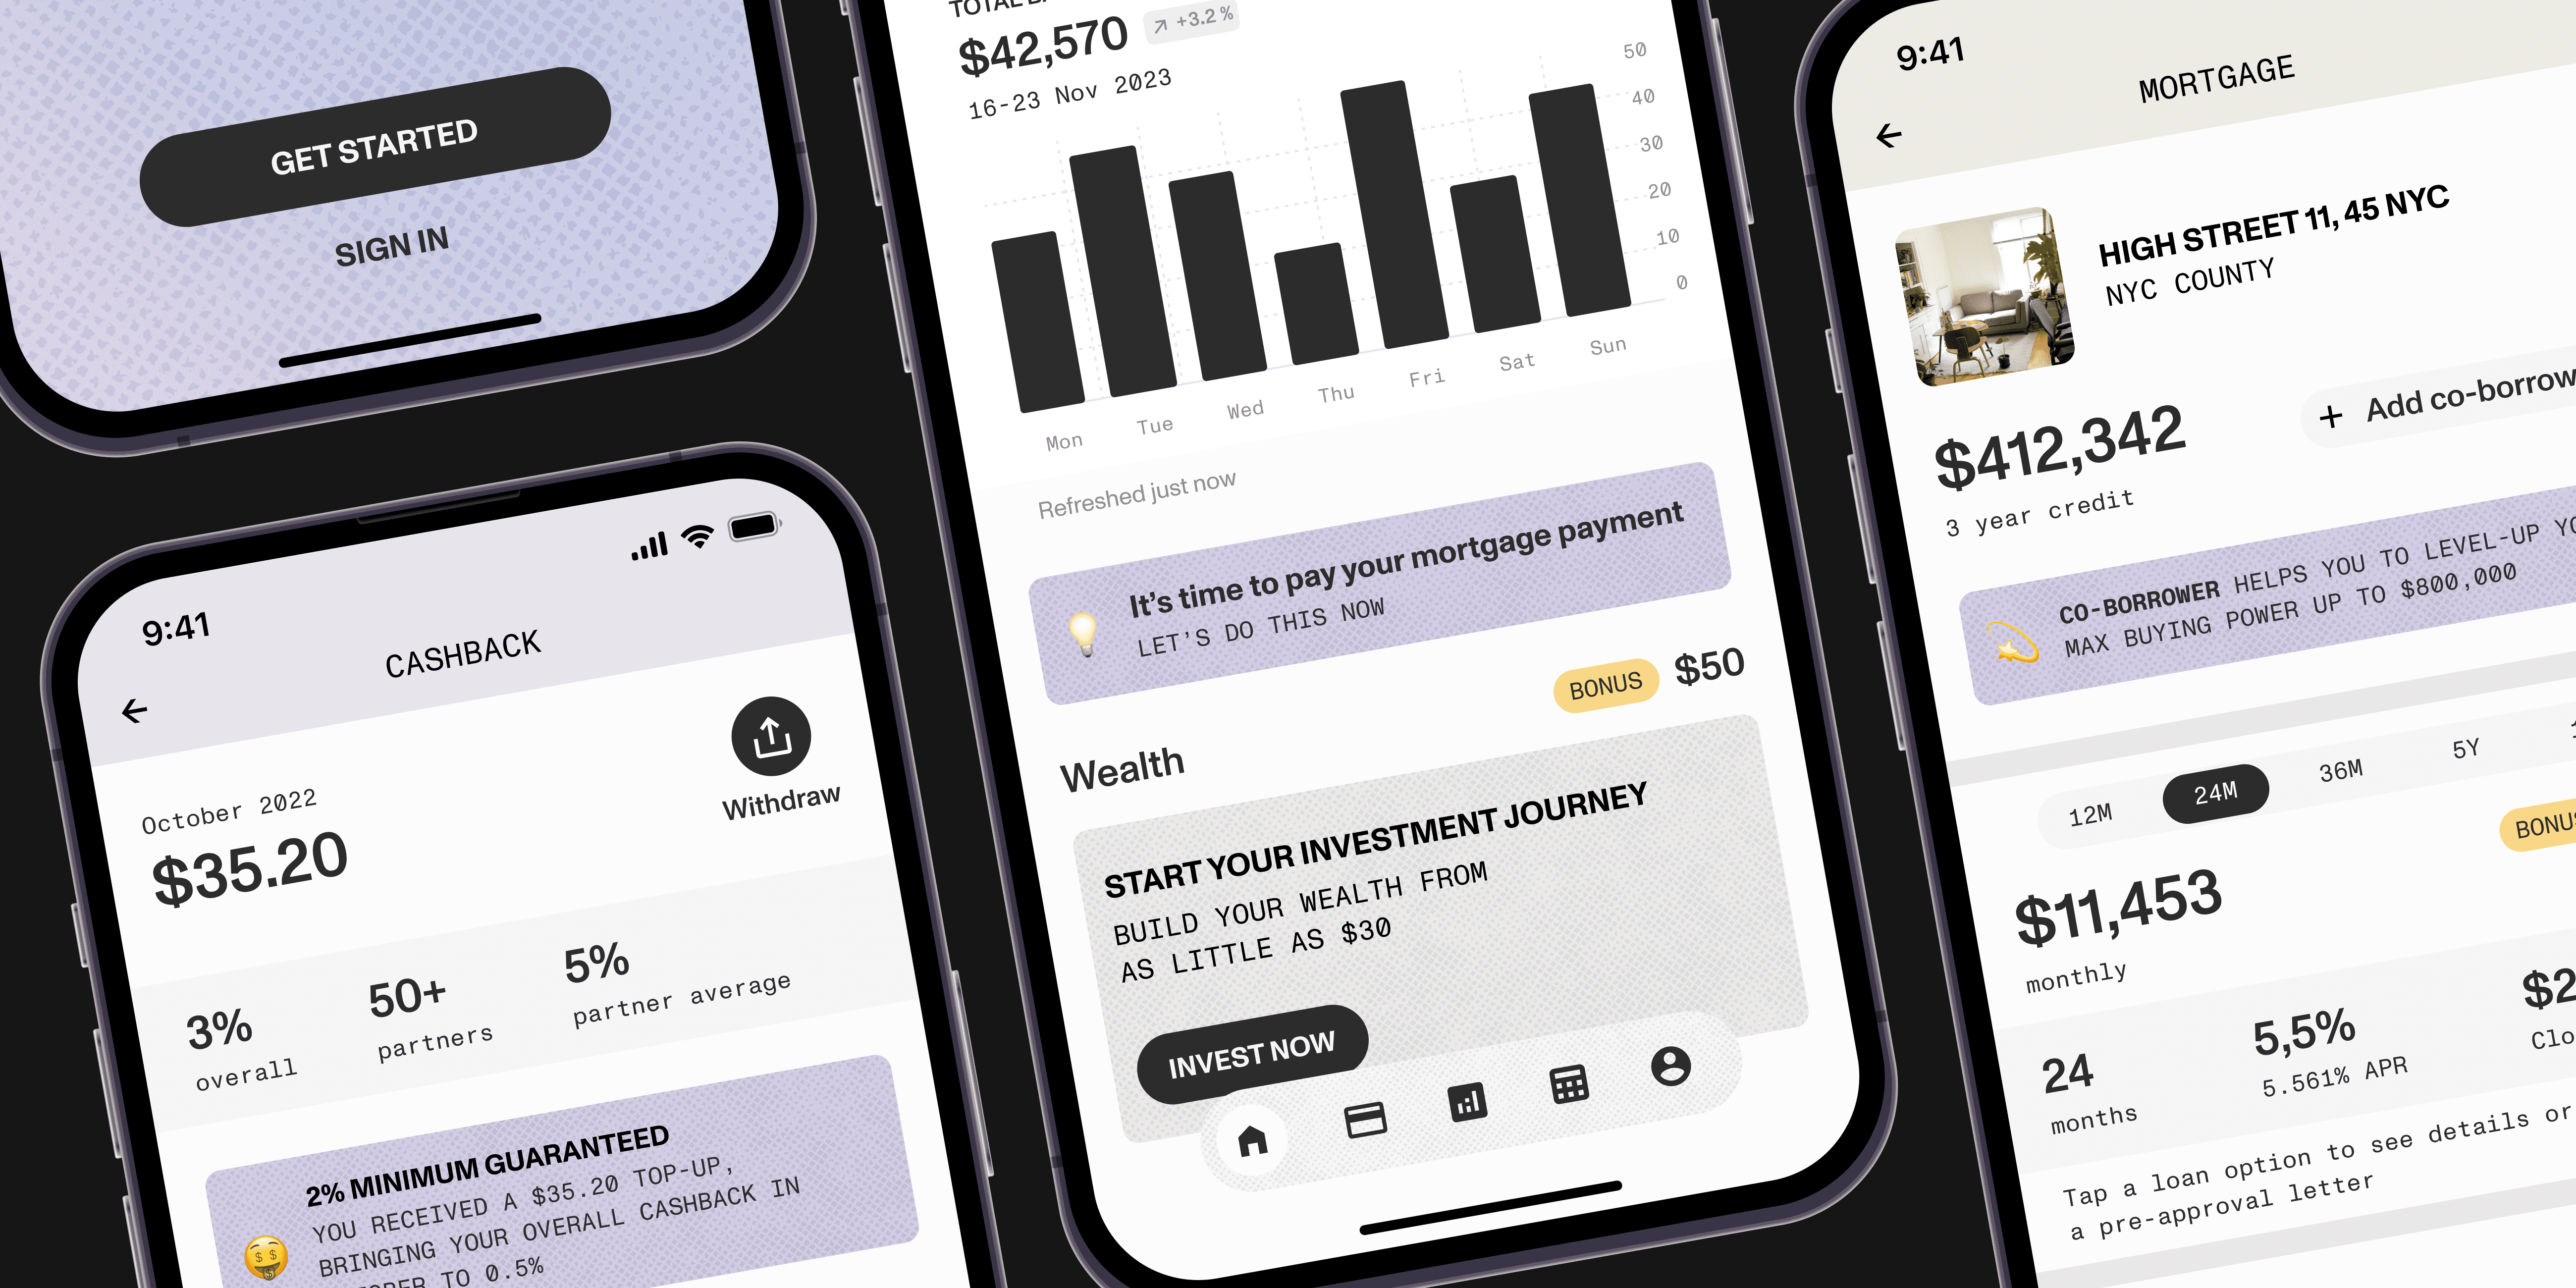 GET STARTED
SIGN IN
9:41
CASHBACK
October 2022
$35.20
Withdraw
3%
overall
50+
partners
5%
partner average
2% MINIMUM GUARANTEED
YOU RECEIVED A $35.20 TOP-UP,
BRINGING YOUR OVERALL CASHBACK IN
TO 0.5%
TOTAL
$42,570
+3.2 %
16-23 Nov 2023
50
40
30
20
10
0
Mon
Tue
Wed
Thu
Fri
Sat
Sun
Refreshed just now
It's time to pay your mortgage payment
LET'S DO THIS NOW
BONUS
$50
Wealth
START YOUR INVESTMENT JOURNEY
BUILD YOUR WEALTH FROM
AS LITTLE AS $30
INVEST NOW
9:41
MORTGAGE
HIGH STREET 11, 45 NYC
NYC COUNTY
$412,342
3 year credit
+ Add co-borrow
CO-BORROWER HELPS YOU TO LEVEL-UP YO
MAX BUYING POWER UP TO $800,000
12M
24M
36M
5Y
BONUS
$11,453
monthly
24
months
5,5%
5.561% APR
$2
Clo
Tap a loan option to see details or
a pre-approval letter